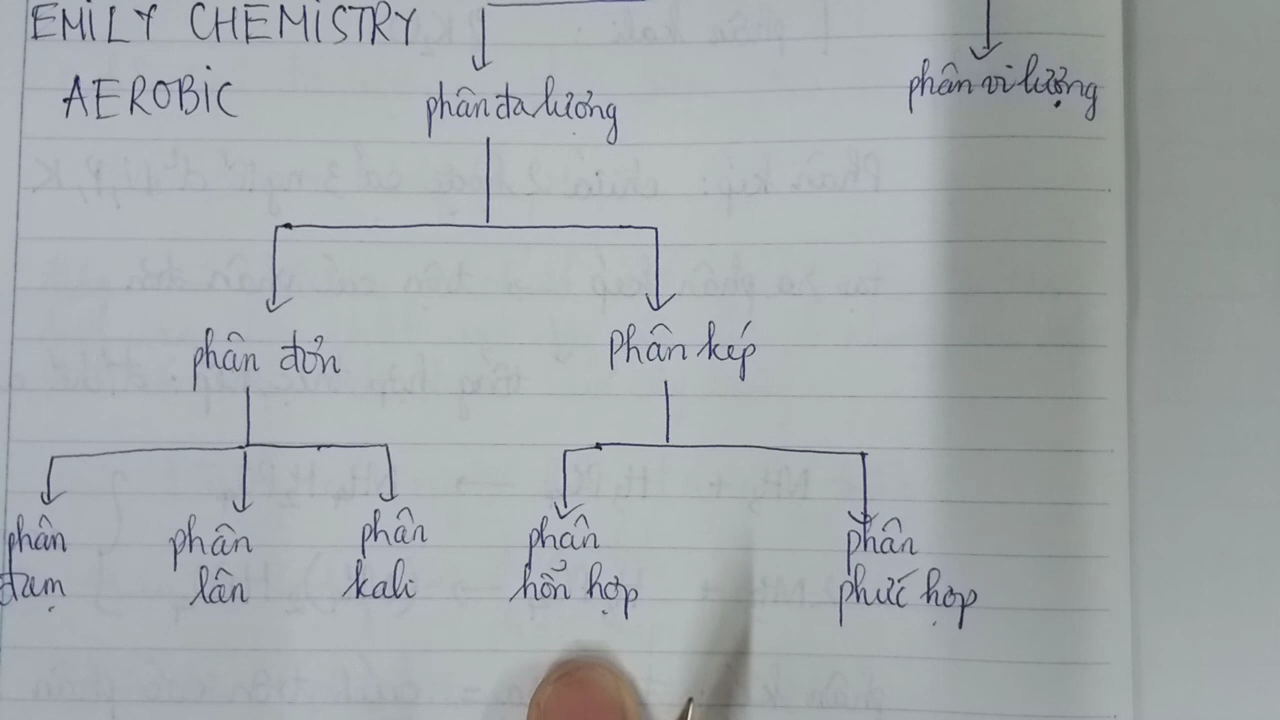 EMILY CHEMISTRY
AEROBIC
phân đa lượng
phân vi lượng
phân đơn
Phân kép
phân
đạm
phân
lân
phân
kali
phân
hổn hợp
phân
phức hợp